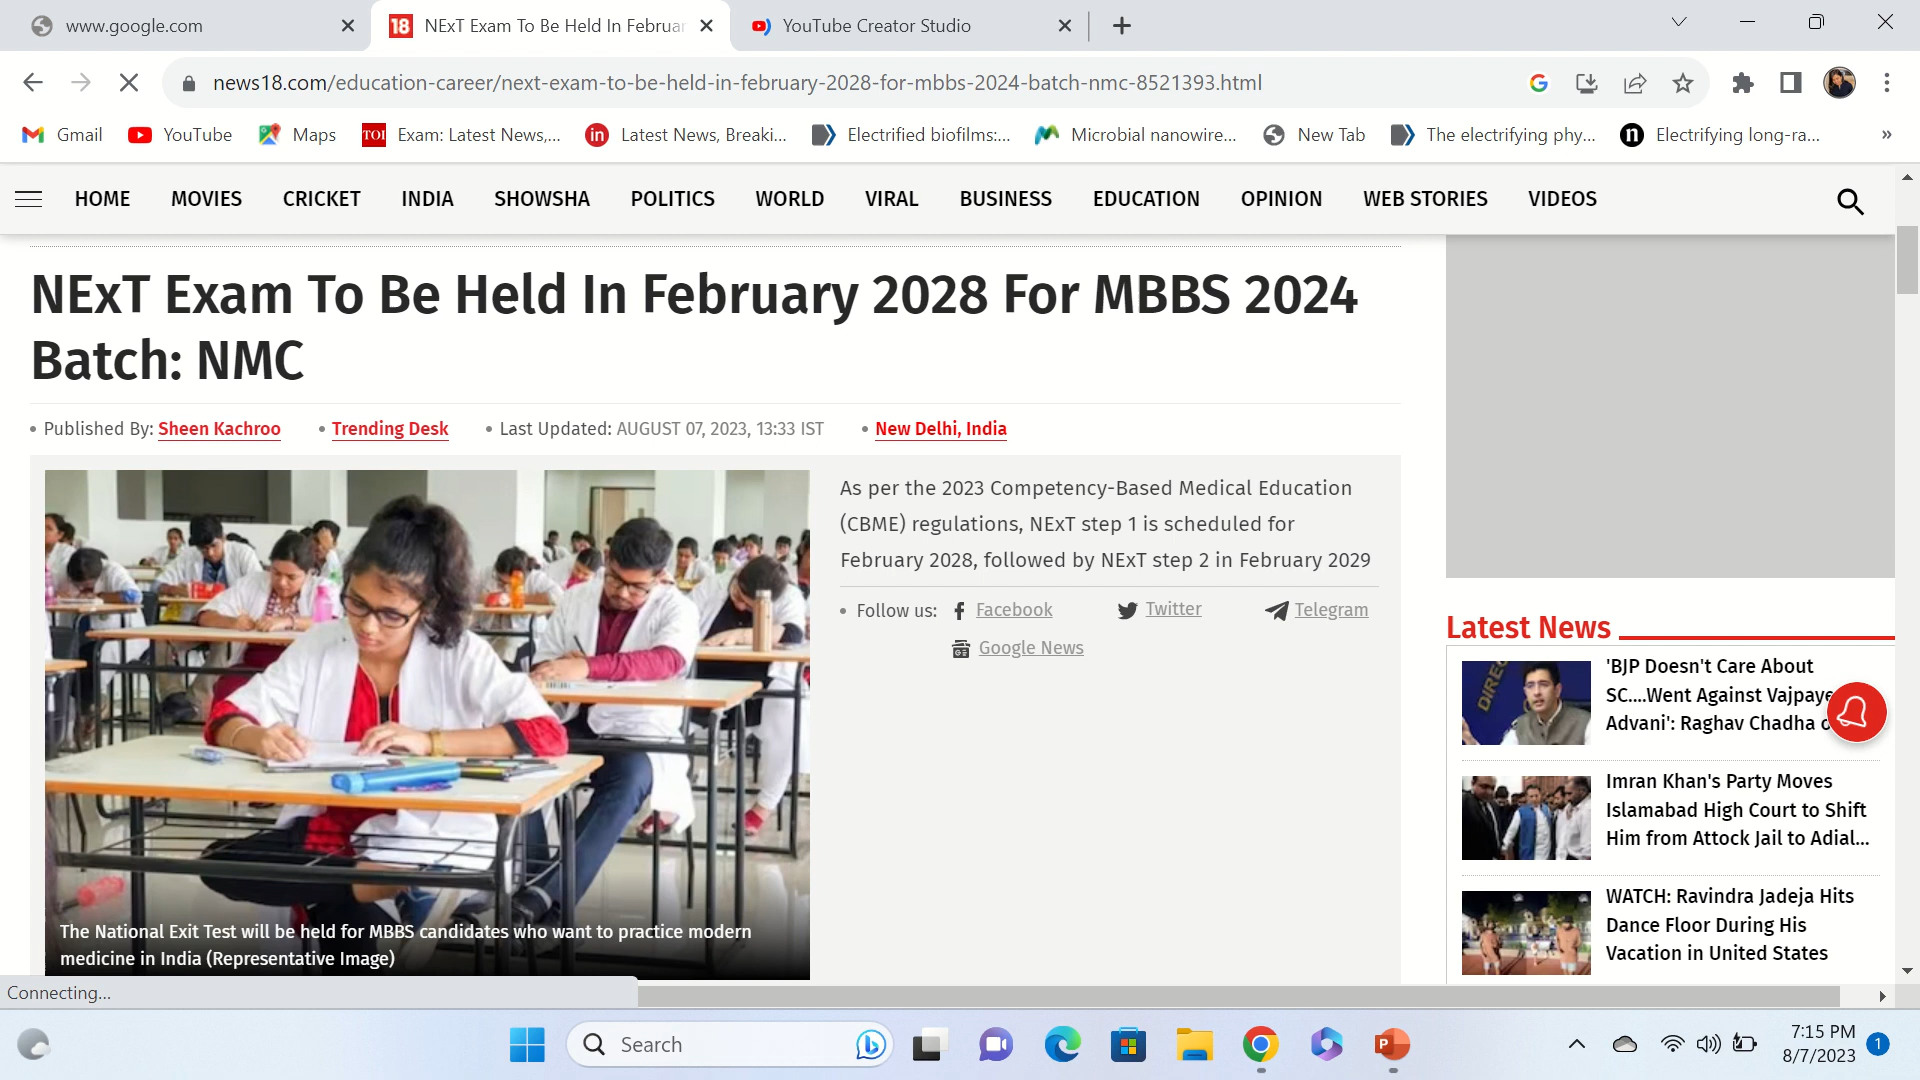 www.google.com
18 NExT Exam To Be Held In Februar
YouTube Creator Studio
news18.com/education-career/next-exam-to-be-held-in-february-2028-for-mbbs-2024-batch-nmc-8521393.html
Gmail YouTube Maps TOI Exam: Latest News,... in Latest News, Breaki... Electrified biofilms:... Microbial nanowire... New Tab The electrifying phy... n Electrifying long-ra... »
HOME MOVIES CRICKET INDIA SHOWSHA POLITICS WORLD VIRAL BUSINESS EDUCATION OPINION WEB STORIES VIDEOS
NExT Exam To Be Held In February 2028 For MBBS 2024
Batch: NMC
• Published By: Sheen Kachroo • Trending Desk • Last Updated: AUGUST 07, 2023, 13:33 IST • New Delhi, India
As per the 2023 Competency-Based Medical Education
(CBME) regulations, NExT step 1 is scheduled for
February 2028, followed by NExT step 2 in February 2029
• Follow us: Facebook Twitter Telegram
Google News
The National Exit Test will be held for MBBS candidates who want to practice modern
medicine in India (Representative Image)
Latest News
DIREC
'BJP Doesn't Care About
SC....Went Against Vajpaye
Advani': Raghav Chadha o
Imran Khan's Party Moves
Islamabad High Court to Shift
Him from Attock Jail to Adial...
WATCH: Ravindra Jadeja Hits
Dance Floor During His
Vacation in United States
Connecting...
Search
7:15 PM
8/7/2023
1